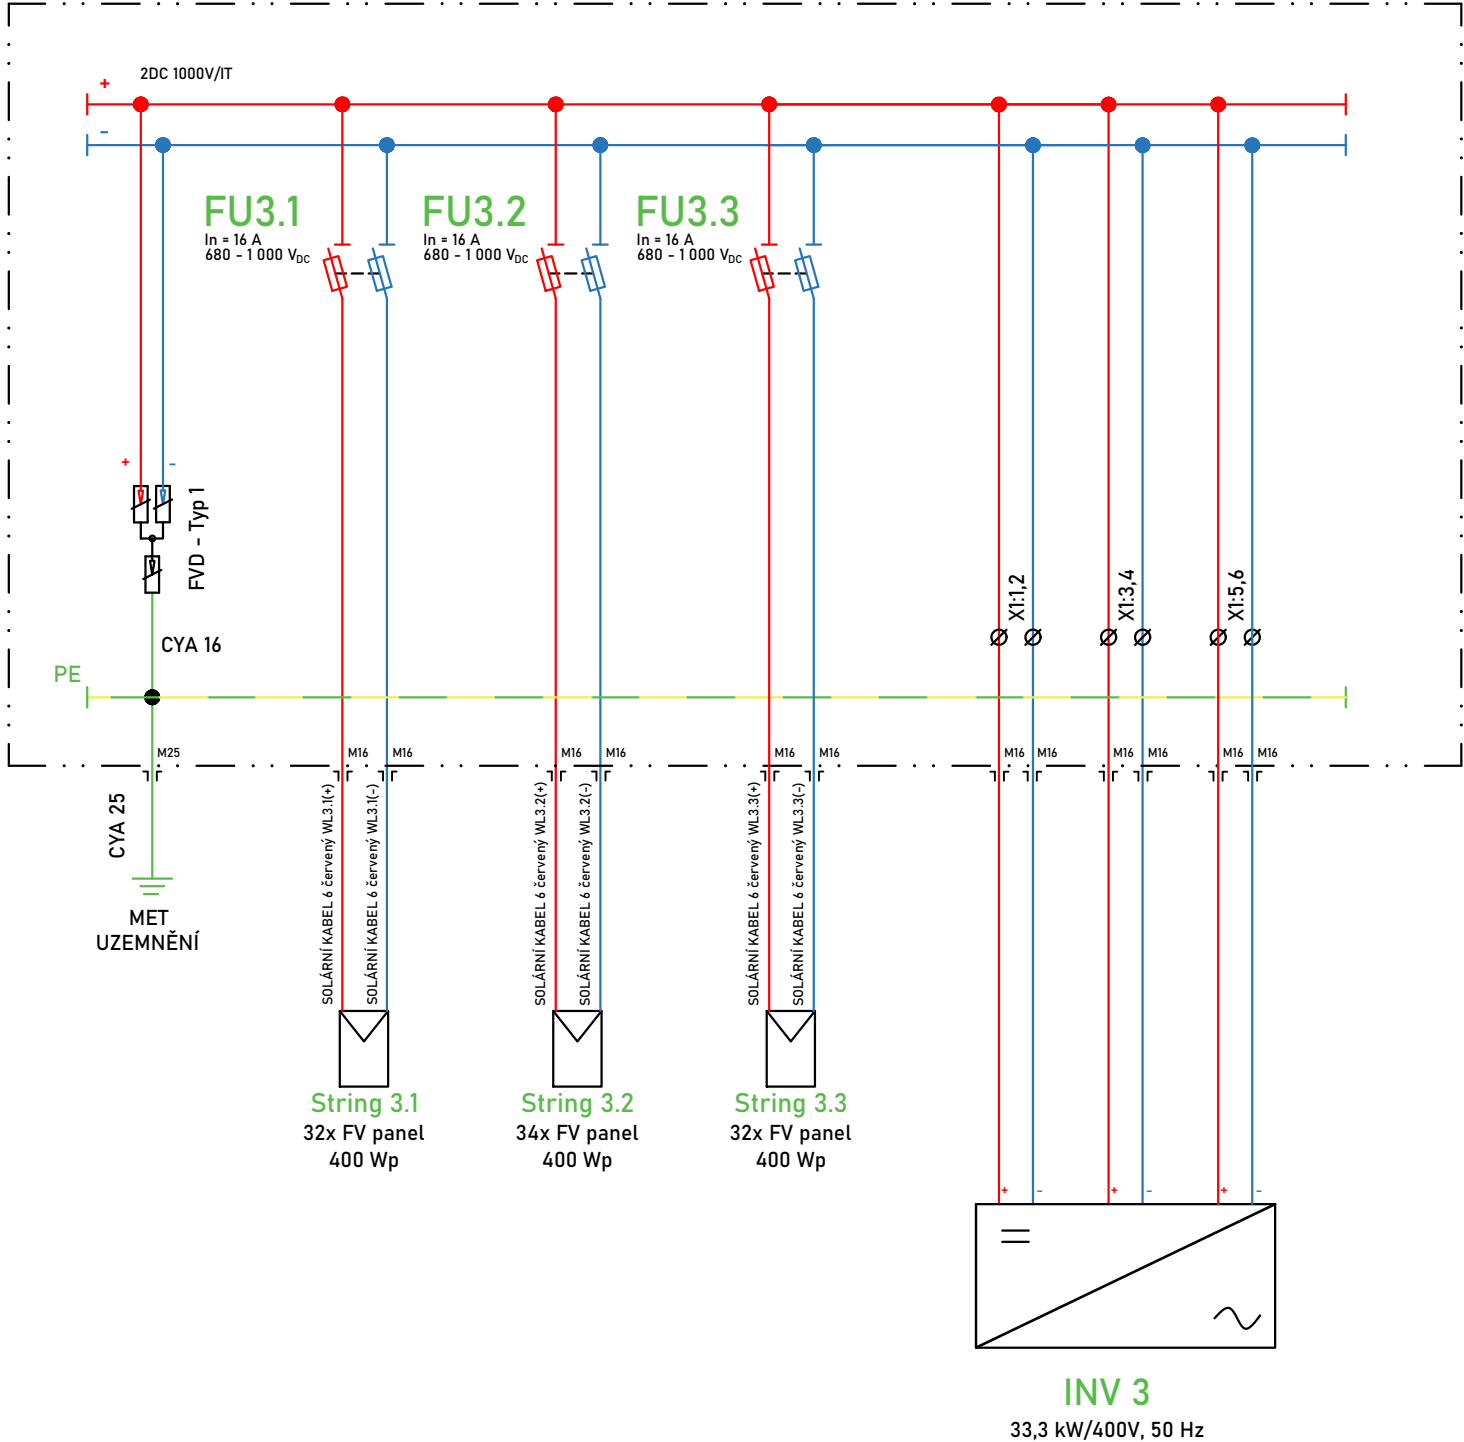 2DC 1000V/IT
+
-
FU3.1
In = 16 A
680 - 1 000 VDC
FU3.2
In = 16 A
680 - 1 000 VDC
FU3.3
In = 16 A
680 - 1 000 VDC
+
-
FVD - Typ 1
X1:1,2
X1:3,4
X1:5,6
CYA 16
PE
M25
M16
M16
M16
M16
M16
M16
M16
M16
M16
M16
M16
M16
CYA 25
SOLÁRNÍ KABEL 6 červený WL3.1(+)
SOLÁRNÍ KABEL 6 červený WL3.1(-)
SOLÁRNÍ KABEL 6 červený WL3.2(+)
SOLÁRNÍ KABEL 6 červený WL3.2(-)
SOLÁRNÍ KABEL 6 červený WL3.3(+)
SOLÁRNÍ KABEL 6 červený WL3.3(-)
MET
UZEMNĚNÍ
String 3.1
32x FV panel
400 Wp
String 3.2
34x FV panel
400 Wp
String 3.3
32x FV panel
400 Wp
+
-
+
-
+
-
INV 3
33,3 kW/400V, 50 Hz